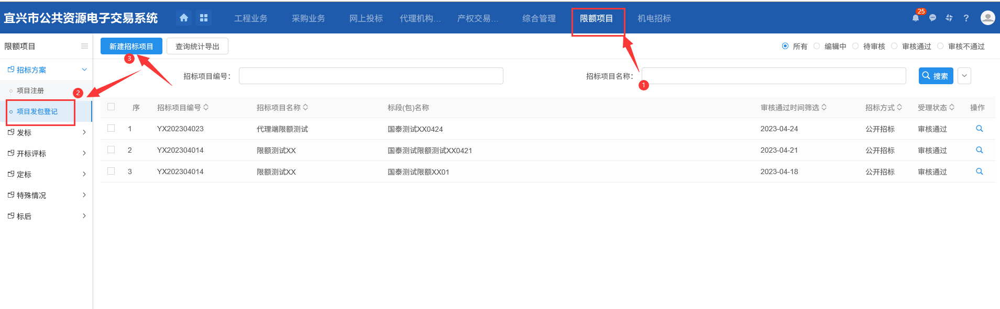 宜兴市公共资源电子交易系统 工程业务 采购业务 网上投标 代理机构... 产权交易... 综合管理 限额项目 机电招标 25 ?
限额项目 新建招标项目 查询统计导出 所有 编辑中 待审核 审核通过 审核不通过
3
招标方案 招标项目编号： 招标项目名称： 搜索
1
项目注册 2
项目发包登记 序 招标项目编号 招标项目名称 标段(包)名称 审核通过时间筛选 招标方式 受理状态 操作
发标 1 YX202304023 代理端限额测试 国泰测试XX0424 2023-04-24 公开招标 审核通过
开标评标 2 YX202304014 限额测试XX 国泰测试限额测试XX0421 2023-04-21 公开招标 审核通过
定标 3 YX202304014 限额测试XX 国泰测试限额XX01 2023-04-18 公开招标 审核通过
特殊情况
标后